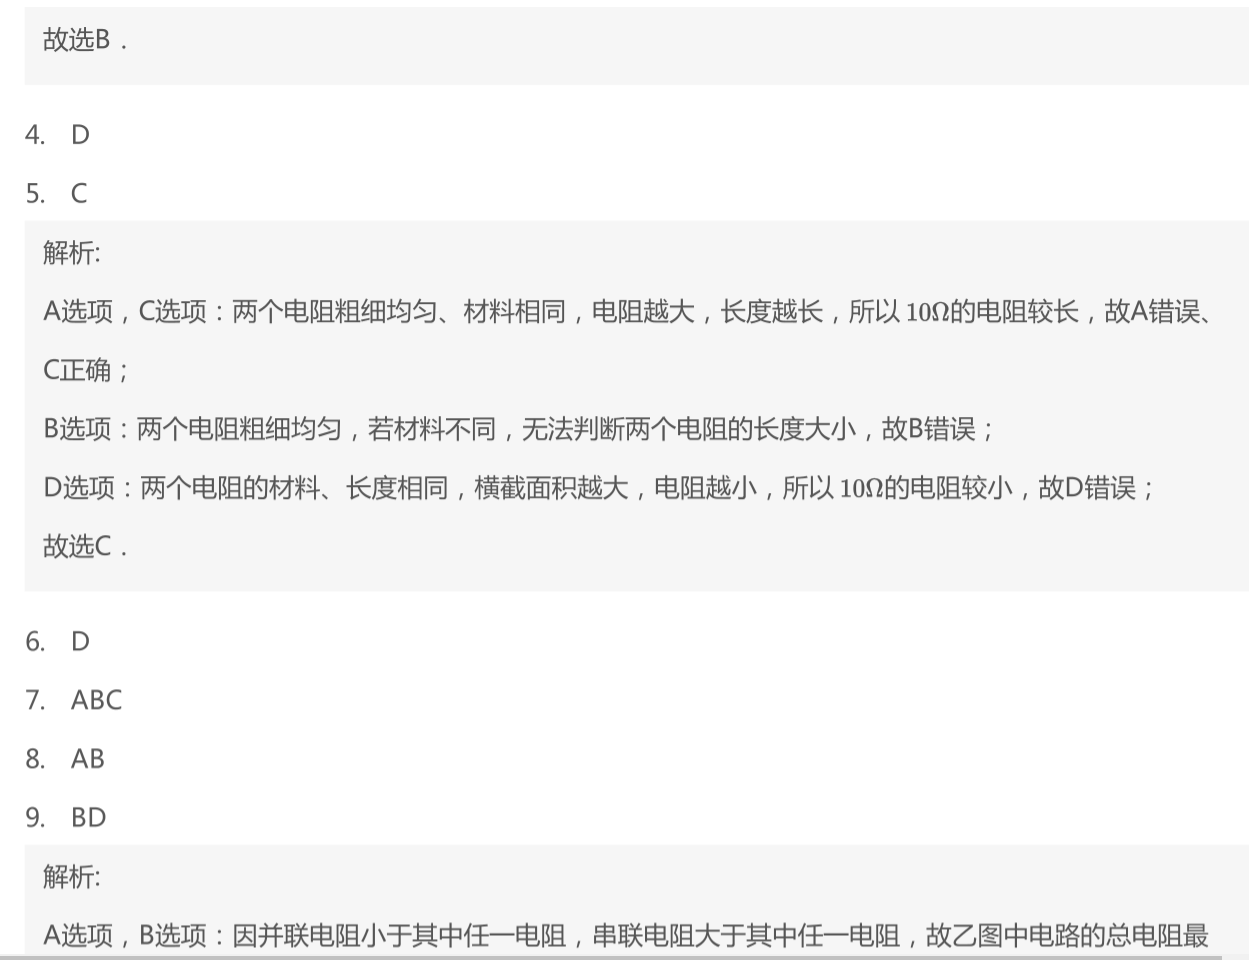 故选B．
4. D
5. C
解析:
A选项，C选项：两个电阻粗细均匀、材料相同，电阻越大，长度越长，所以 10Ω的电阻较长，故A错误、
C正确；
B选项：两个电阻粗细均匀，若材料不同，无法判断两个电阻的长度大小，故B错误；
D选项：两个电阻的材料、长度相同，横截面积越大，电阻越小，所以 10Ω的电阻较小，故D错误；
故选C．
6. D
7. ABC
8. AB
9. BD
解析:
A选项，B选项：因并联电阻小于其中任一电阻，串联电阻大于其中任一电阻，故乙图中电路的总电阻最